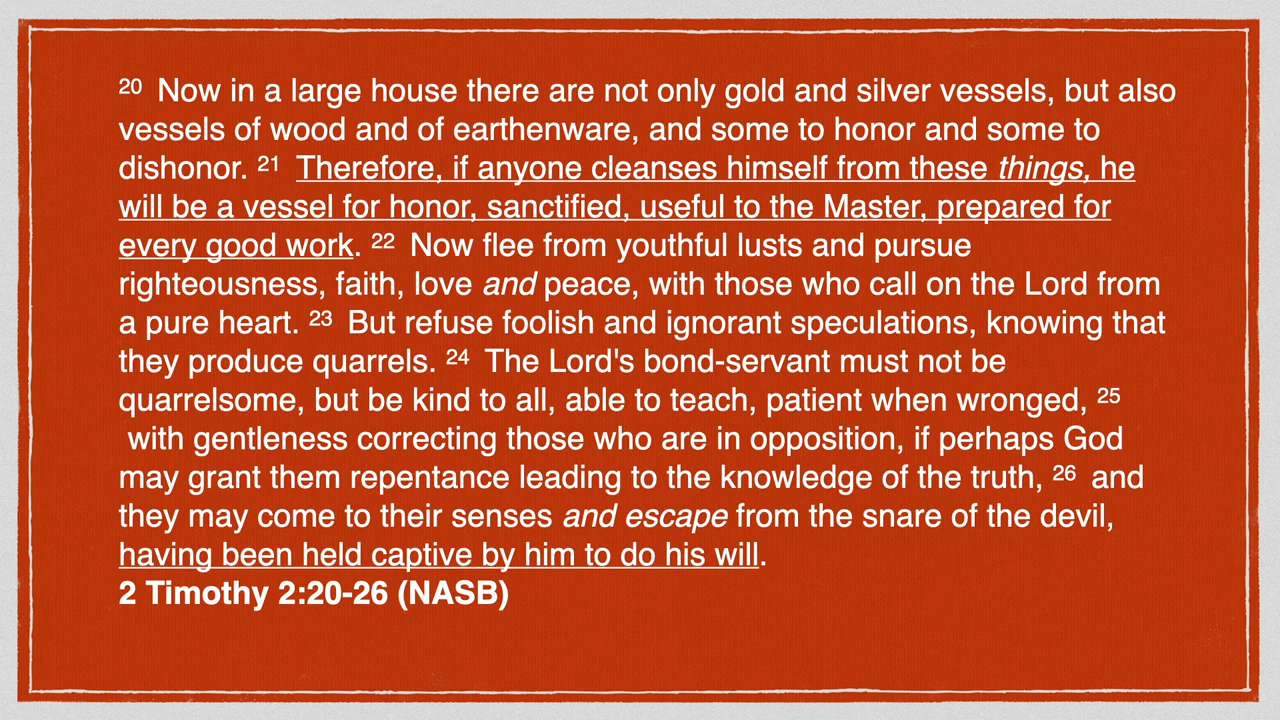 20 Now in a large house there are not only gold and silver vessels, but also
vessels of wood and of earthenware, and some to honor and some to
dishonor. 21 Therefore, if anyone cleanses himself from these things, he
will be a vessel for honor, sanctified, useful to the Master, prepared for
every good work. 22 Now flee from youthful lusts and pursue
righteousness, faith, love and peace, with those who call on the Lord from
a pure heart. 23 But refuse foolish and ignorant speculations, knowing that
they produce quarrels. 24 The Lord's bond-servant must not be
quarrelsome, but be kind to all, able to teach, patient when wronged, 25
with gentleness correcting those who are in opposition, if perhaps God
may grant them repentance leading to the knowledge of the truth, 26 and
they may come to their senses and escape from the snare of the devil,
having been held captive by him to do his will.
2 Timothy 2:20-26 (NASB)